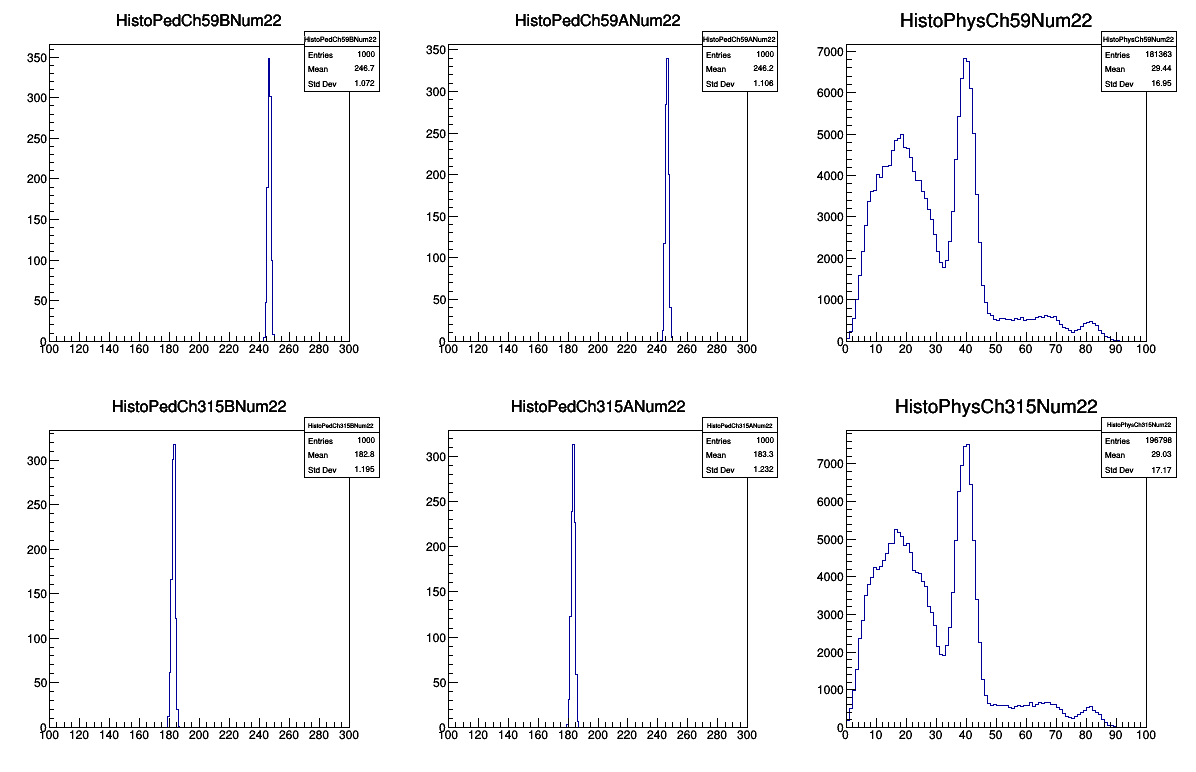 HistoPedCh59BNum22
HistoPedCh59BNum22
Entries 1000
Mean 246.7
Std Dev 1.072
350
300
250
200
150
100
50
0
100 120 140 160 180 200 220 240 260 280 300
HistoPedCh59ANum22
HistoPedCh59ANum22
Entries 1000
Mean 246.2
Std Dev 1.106
350
300
250
200
150
100
50
0
100 120 140 160 180 200 220 240 260 280 300
HistoPhysCh59Num22
HistoPhysCh59Num22
Entries 181363
Mean 29.44
Std Dev 16.95
7000
6000
5000
4000
3000
2000
1000
0
0 10 20 30 40 50 60 70 80 90 100
HistoPedCh315BNum22
HistoPedCh315BNum22
Entries 1000
Mean 182.8
Std Dev 1.195
300
250
200
150
100
50
0
100 120 140 160 180 200 220 240 260 280 300
HistoPedCh315ANum22
HistoPedCh315ANum22
Entries 1000
Mean 183.3
Std Dev 1.232
300
250
200
150
100
50
0
100 120 140 160 180 200 220 240 260 280 300
HistoPhysCh315Num22
HistoPhysCh315Num22
Entries 196798
Mean 29.03
Std Dev 17.17
7000
6000
5000
4000
3000
2000
1000
0
0 10 20 30 40 50 60 70 80 90 100